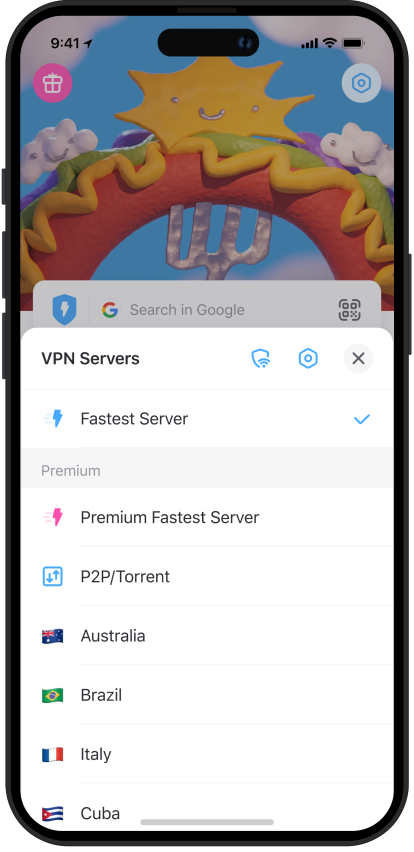 9:41
Search in Google
VPN Servers
Fastest Server
Premium
Premium Fastest Server
P2P/Torrent
Australia
Brazil
Italy
Cuba